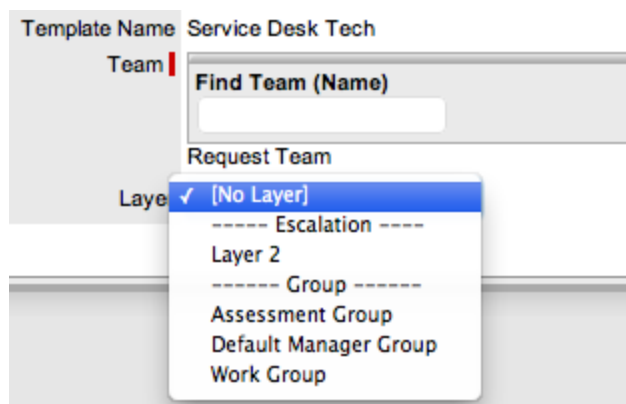 Template Name Service Desk Tech
Team
Find Team (Name)
Request Team
Laye ✓ [No Layer]
----- Escalation ----
Layer 2
------ Group ------
Assessment Group
Default Manager Group
Work Group